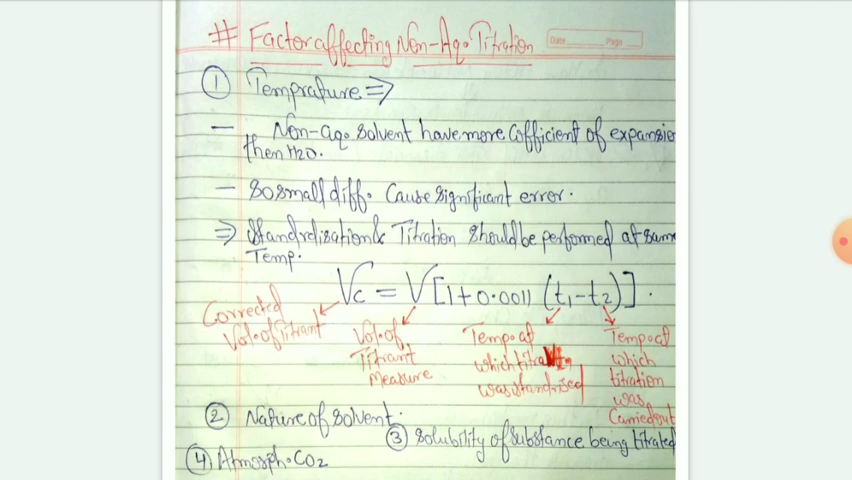 # Factor affecting Non-Aq. Titration
Date Page
① Temprature ⇒
— Non-aq. Solvent have more Cofficient of expansio
then H2O.
— So small diff. Cause significant error.
⇒ Standrdisation & Titration should be performed at same
Temp.
Vc = V [1 + 0.0011 (t1 - t2)].
Corrected Vol. of Titrant
Vol. of Titrant Measure
Temp. at which titrant was standrised
Temp. at which titration was Carried out
② Nature of solvent.
③ Solubility of substance being titrated
④ Atmosph. CO2